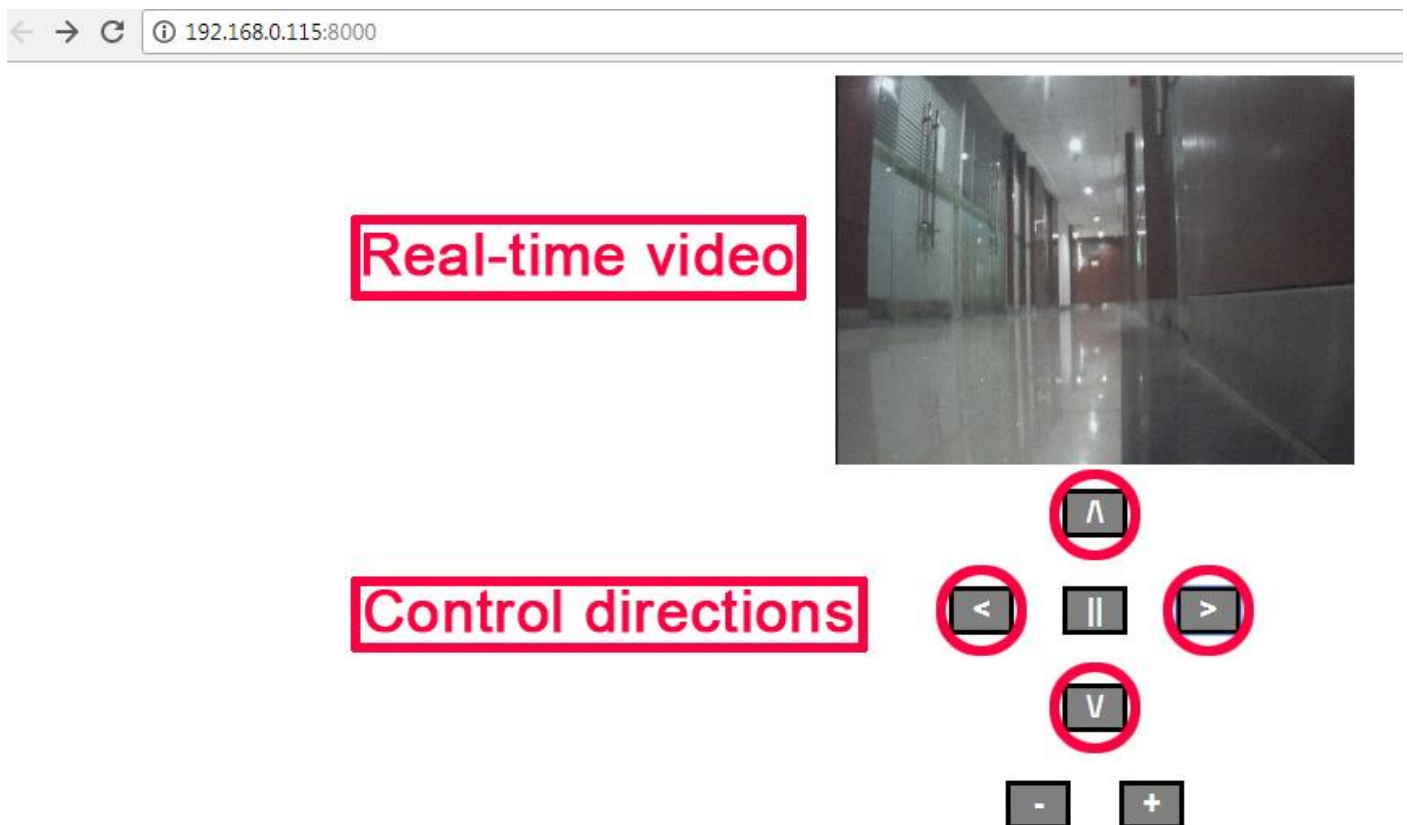 192.168.0.115:8000
Real-time video
Λ
Control directions
< || >
V
- +